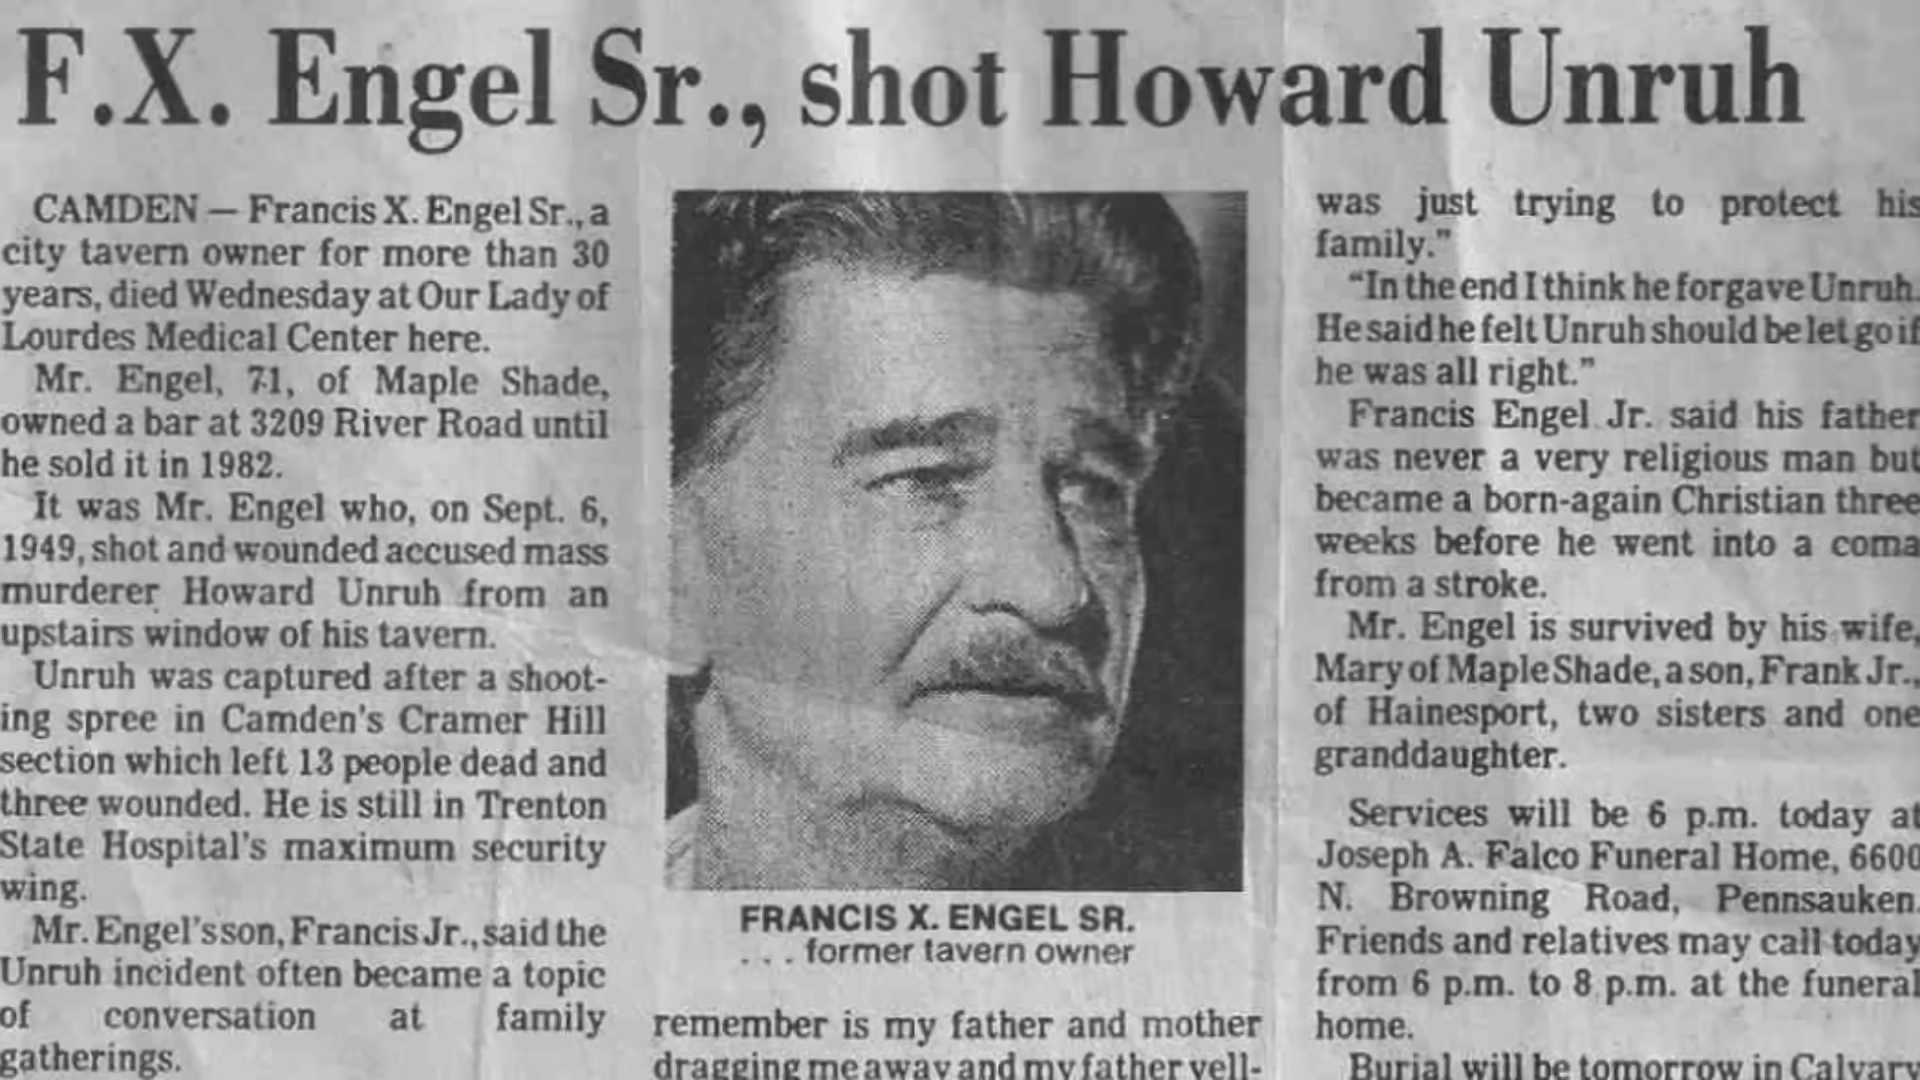 F.X. Engel Sr., shot Howard Unruh
CAMDEN — Francis X. Engel Sr., a
city tavern owner for more than 30
years, died Wednesday at Our Lady of
Lourdes Medical Center here.
Mr. Engel, 71, of Maple Shade,
owned a bar at 3209 River Road until
he sold it in 1982.
It was Mr. Engel who, on Sept. 6,
1949, shot and wounded accused mass
murderer Howard Unruh from an
upstairs window of his tavern.
Unruh was captured after a shoot-
ing spree in Camden's Cramer Hill
section which left 13 people dead and
three wounded. He is still in Trenton
State Hospital's maximum security
wing.
Mr. Engel's son, Francis Jr., said the
Unruh incident often became a topic
of conversation at family
gatherings.
FRANCIS X. ENGEL SR.
. . . former tavern owner
remember is my father and mother
dragging me away and my father yell-
was just trying to protect his
family."
"In the end I think he forgave Unruh.
He said he felt Unruh should be let go if
he was all right."
Francis Engel Jr. said his father
was never a very religious man but
became a born-again Christian three
weeks before he went into a coma
from a stroke.
Mr. Engel is survived by his wife,
Mary of Maple Shade, a son, Frank Jr.,
of Hainesport, two sisters and one
granddaughter.
Services will be 6 p.m. today at
Joseph A. Falco Funeral Home, 6600
N. Browning Road, Pennsauken.
Friends and relatives may call today
from 6 p.m. to 8 p.m. at the funeral
home.
Burial will be tomorrow in Calvary